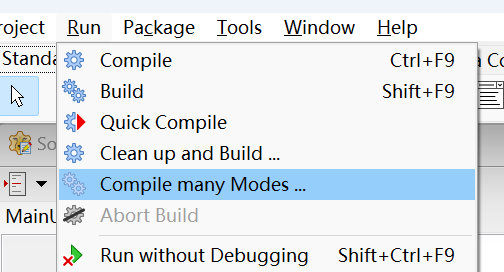 roject Run Package Tools Window Help
Standa
Compile Ctrl+F9
Build Shift+F9
Quick Compile
Clean up and Build ...
So
Compile many Modes ...
MainU
Abort Build
Run without Debugging Shift+Ctrl+F9